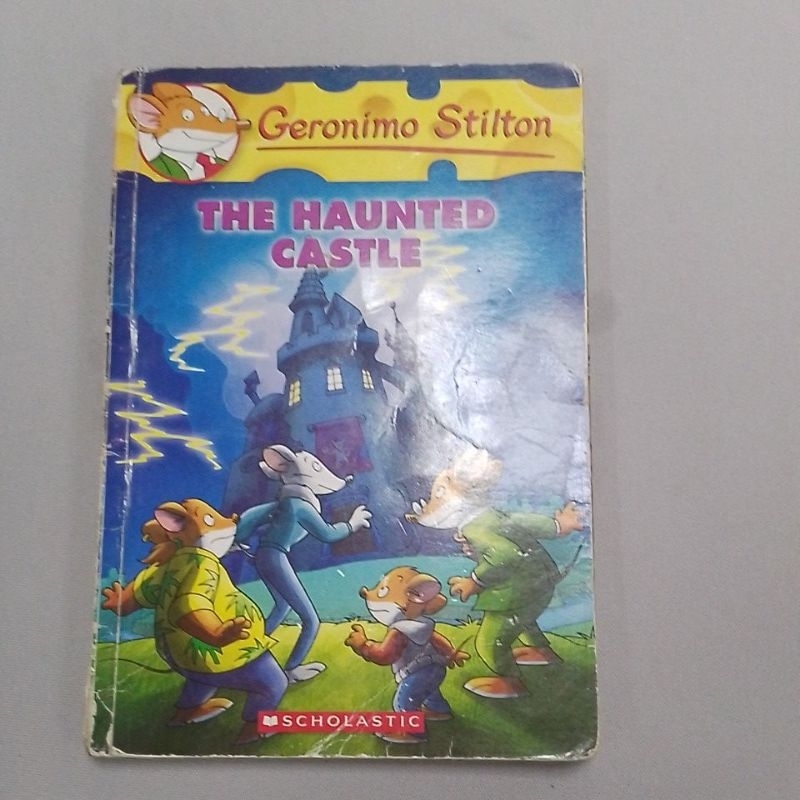 Geronimo Stilton
THE HAUNTED
CASTLE
SCHOLASTIC